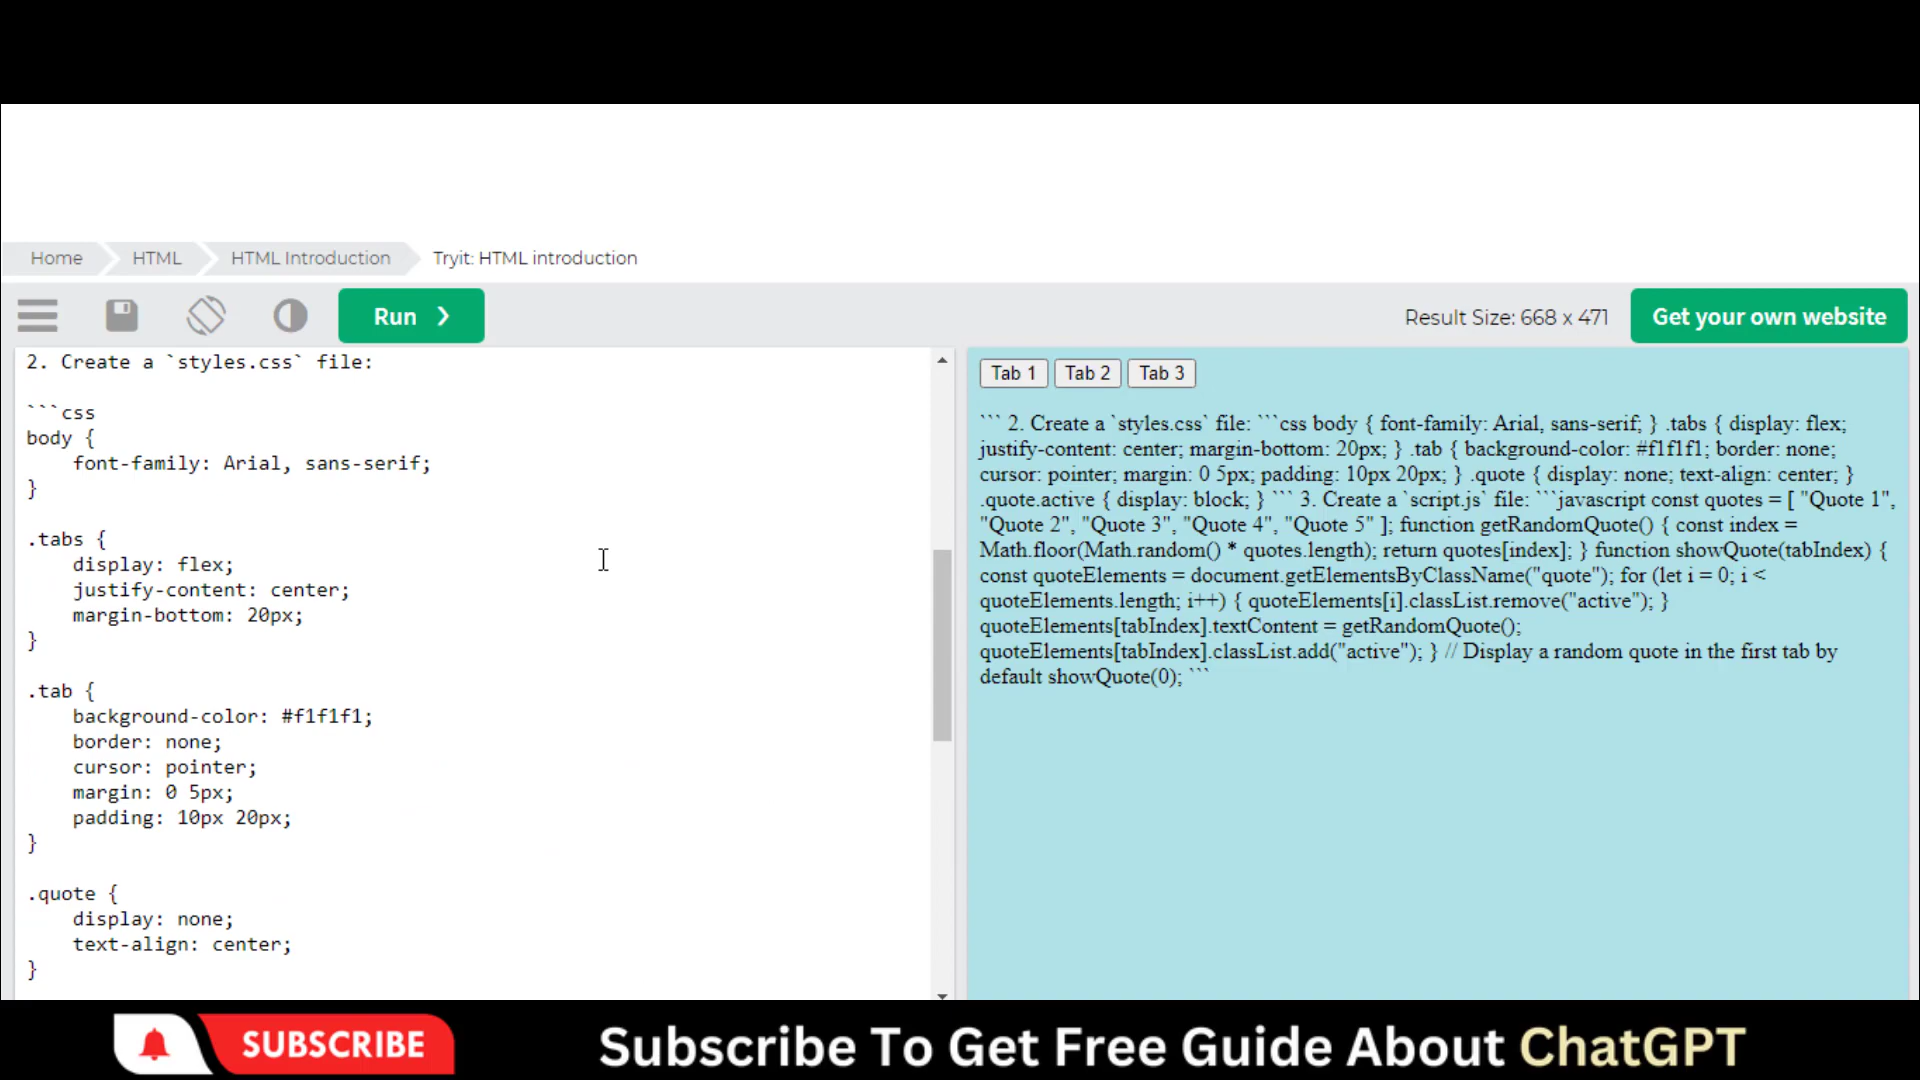 Home HTML HTML Introduction Tryit: HTML introduction
Run ❯
Result Size: 668 x 471
Get your own website
2. Create a `styles.css` file:
```css
body {
    font-family: Arial, sans-serif;
}
.tabs {
    display: flex;
    justify-content: center;
    margin-bottom: 20px;
}
.tab {
    background-color: #f1f1f1;
    border: none;
    cursor: pointer;
    margin: 0 5px;
    padding: 10px 20px;
}
.quote {
    display: none;
    text-align: center;
}
Tab 1 Tab 2 Tab 3
``` 2. Create a `styles.css` file: ```css body { font-family: Arial, sans-serif; } .tabs { display: flex;
justify-content: center; margin-bottom: 20px; } .tab { background-color: #f1f1f1; border: none;
cursor: pointer; margin: 0 5px; padding: 10px 20px; } .quote { display: none; text-align: center; }
.quote.active { display: block; } ``` 3. Create a `script.js` file: ```javascript const quotes = [ "Quote 1",
"Quote 2", "Quote 3", "Quote 4", "Quote 5" ]; function getRandomQuote() { const index =
Math.floor(Math.random() * quotes.length); return quotes[index]; } function showQuote(tabIndex) {
const quoteElements = document.getElementsByClassName("quote"); for (let i = 0; i <
quoteElements.length; i++) { quoteElements[i].classList.remove("active"); }
quoteElements[tabIndex].textContent = getRandomQuote();
quoteElements[tabIndex].classList.add("active"); } // Display a random quote in the first tab by
default showQuote(0); ```
SUBSCRIBE
Subscribe To Get Free Guide About ChatGPT